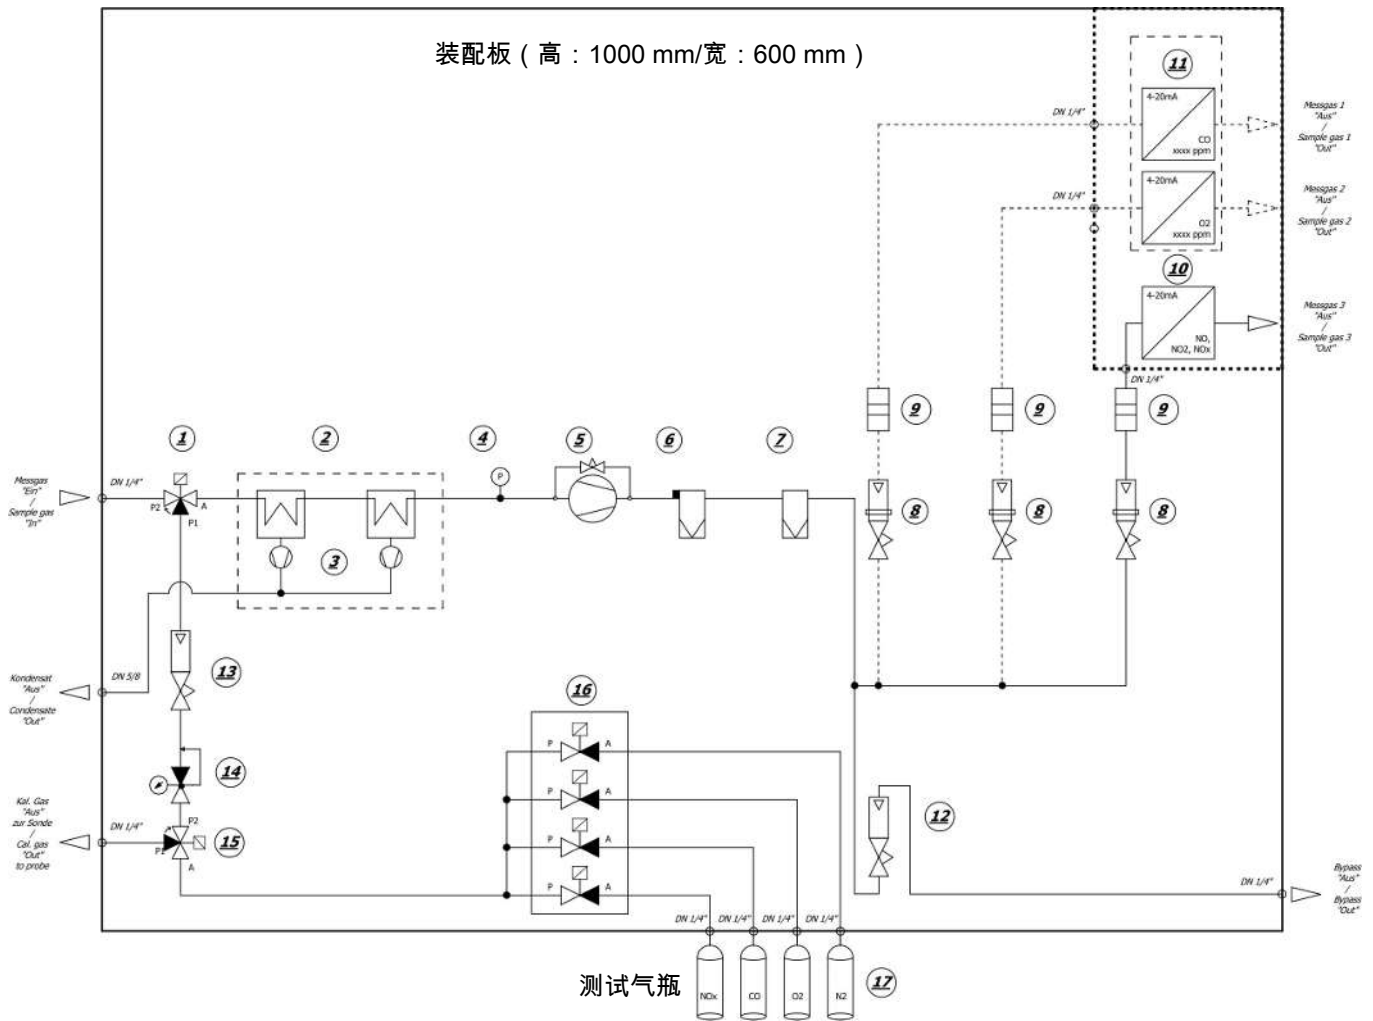 装配板（高：1000 mm/宽：600 mm）
11
4-20mA
CO
xxxx ppm
DN 1/4"
Messgas 1
"Aus"
/
Sample gas 1
"Out"
4-20mA
O2
xxxx ppm
DN 1/4"
Messgas 2
"Aus"
/
Sample gas 2
"Out"
10
4-20mA
NO,
NO2, NOx
Messgas 3
"Aus"
/
Sample gas 3
"Out"
DN 1/4"
9
9
9
1
2
4
5
6
7
Messgas
"Ein"
/
Sample gas
"In"
DN 1/4"
P2
A
P1
P
3
8
8
8
Kondensat
"Aus"
/
Condensate
"Out"
DN 5/8
13
16
14
P
A
P
A
P
A
P
A
Kal. Gas
"Aus"
zur Sonde
/
Cal. gas
"Out"
to probe
DN 1/4"
P2
P1
A
15
12
DN 1/4"
Bypass
"Aus"
/
Bypass
"Out"
DN 1/4"
DN 1/4"
DN 1/4"
DN 1/4"
测试气瓶
NOx
CO
O2
N2
17